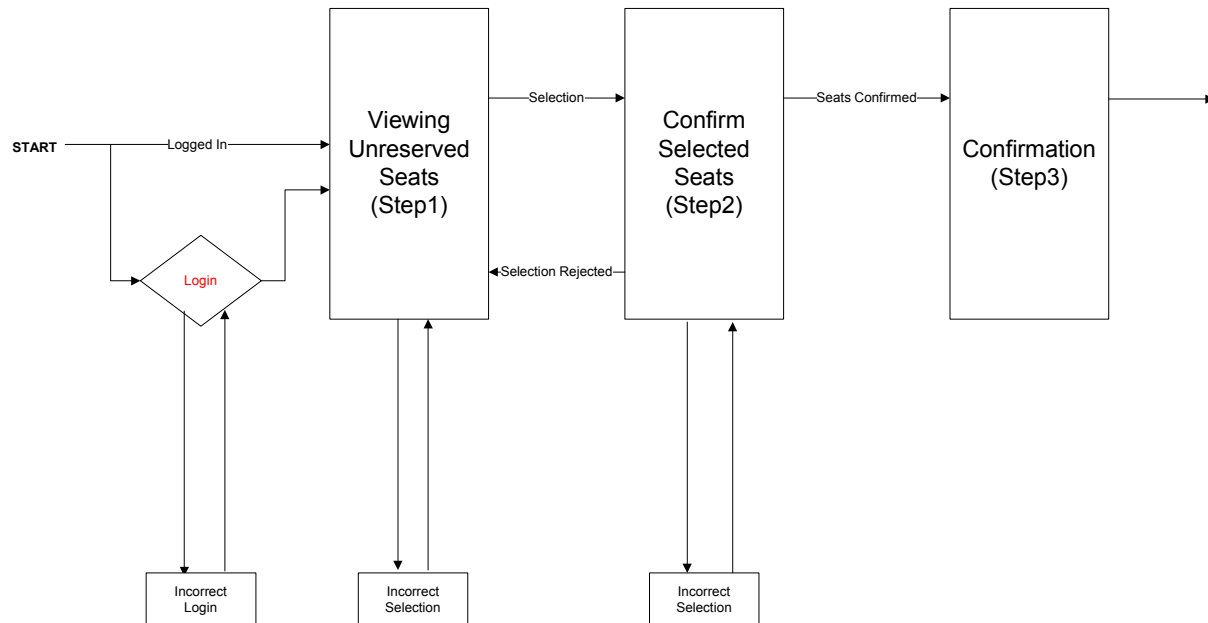 START
Logged In
Login
Viewing
Unreserved
Seats
(Step1)
Selection
Selection Rejected
Confirm
Selected
Seats
(Step2)
Seats Confirmed
Confirmation
(Step3)
Incorrect
Login
Incorrect
Selection
Incorrect
Selection